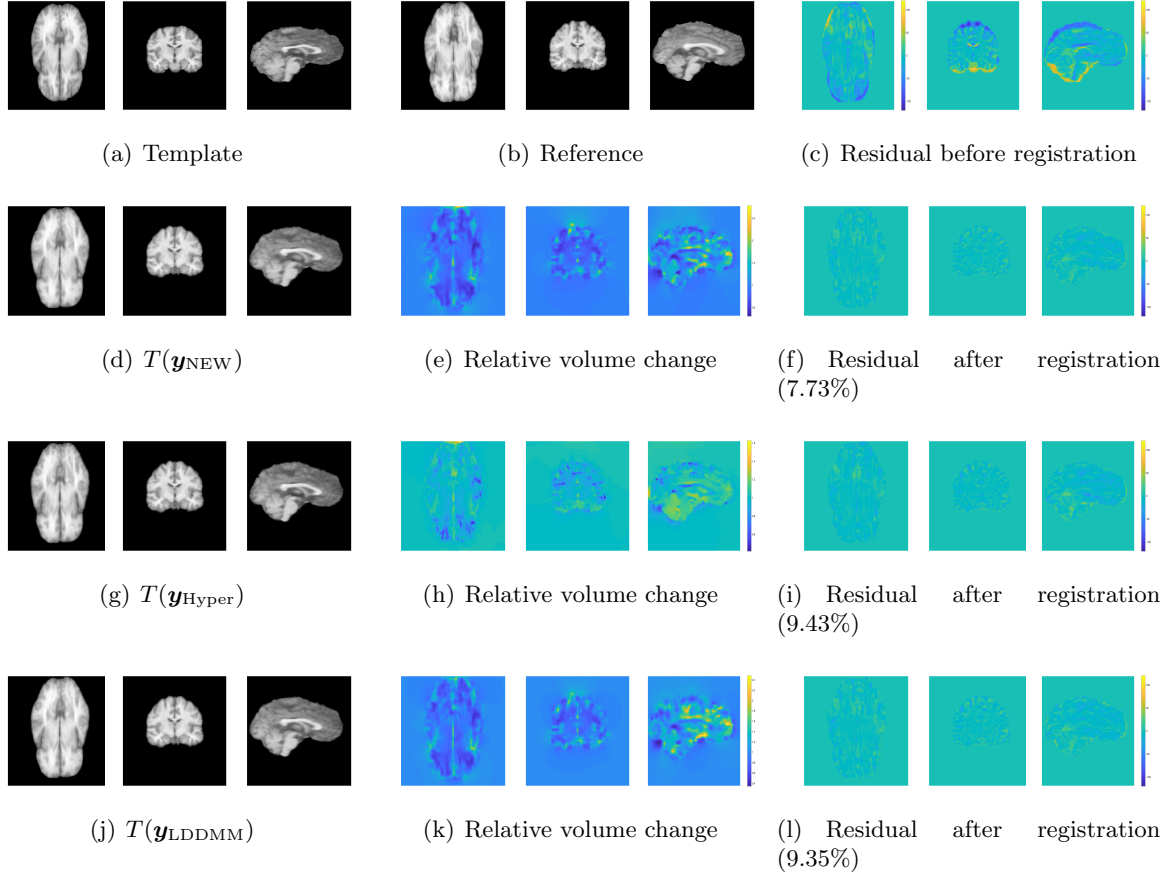 (a) Template
(b) Reference
(c) Residual before registration
(d) T(y_NEW)
(e) Relative volume change
(f) Residual after registration
(7.73%)
(g) T(y_Hyper)
(h) Relative volume change
(i) Residual after registration
(9.43%)
(j) T(y_LDDMM)
(k) Relative volume change
(l) Residual after registration
(9.35%)